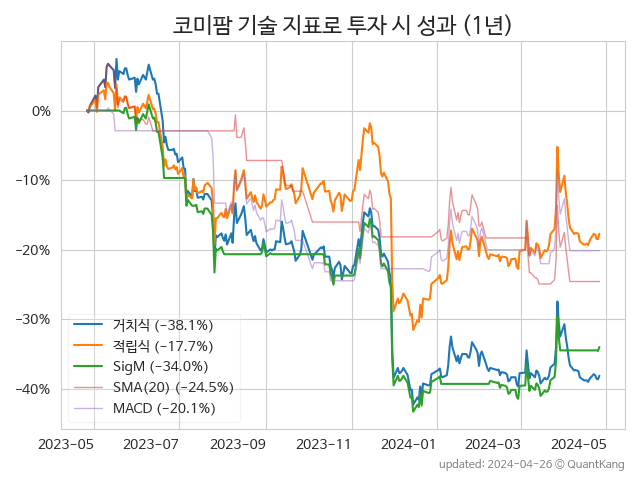 코미팜 기술 지표로 투자 시 성과 (1년)
0%
−10%
−20%
−30%
−40%
거치식 (−38.1%)
적립식 (−17.7%)
SigM (−34.0%)
SMA(20) (−24.5%)
MACD (−20.1%)
2023-05 2023-07 2023-09 2023-11 2024-01 2024-03 2024-05
updated: 2024-04-26 © QuantKang